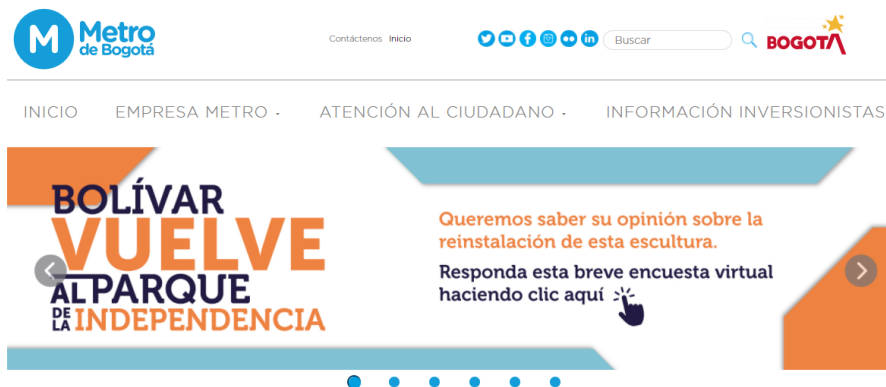 Metro
de Bogotá
Contáctenos Inicio
Buscar
BOGOTÁ
INICIO EMPRESA METRO - ATENCIÓN AL CIUDADANO - INFORMACIÓN INVERSIONISTAS
BOLÍVAR
VUELVE
AL PARQUE
DE LA INDEPENDENCIA
Queremos saber su opinión sobre la
reinstalación de esta escultura.
Responda esta breve encuesta virtual
haciendo clic aquí